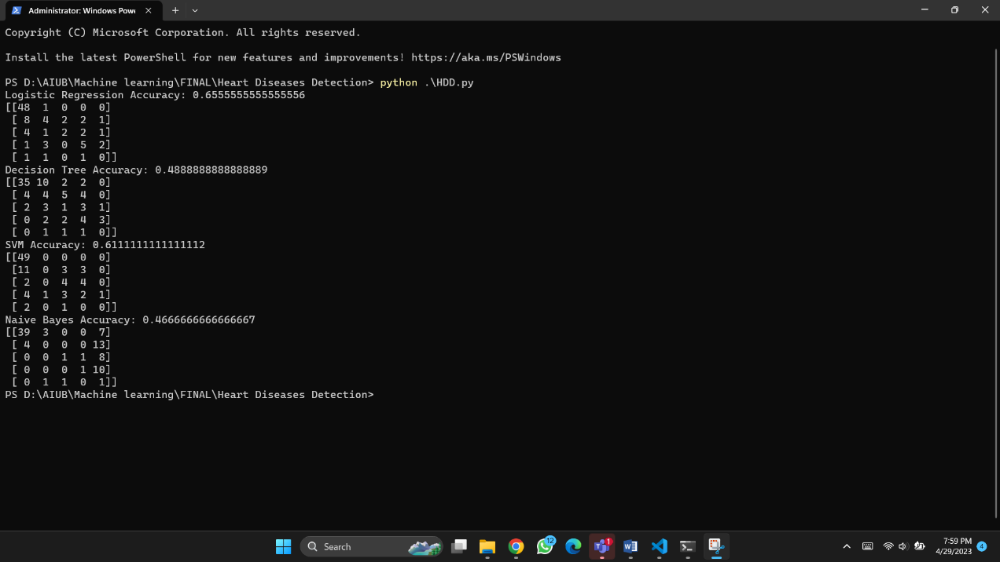 Administrator: Windows Pow
Copyright (C) Microsoft Corporation. All rights reserved.
Install the latest PowerShell for new features and improvements! https://aka.ms/PSWindows
PS D:\AIUB\Machine learning\FINAL\Heart Diseases Detection> python .\HDD.py
Logistic Regression Accuracy: 0.6555555555555556
[[48  1  0  0  0]
 [ 8  4  2  2  1]
 [ 4  1  2  2  1]
 [ 1  3  0  5  2]
 [ 1  1  0  1  0]]
Decision Tree Accuracy: 0.4888888888888889
[[35 10  2  2  0]
 [ 4  4  5  4  0]
 [ 2  3  1  3  1]
 [ 0  2  2  4  3]
 [ 0  1  1  1  0]]
SVM Accuracy: 0.6111111111111112
[[49  0  0  0  0]
 [11  0  3  3  0]
 [ 2  0  4  4  0]
 [ 4  1  3  2  1]
 [ 2  0  1  0  0]]
Naive Bayes Accuracy: 0.4666666666666667
[[39  3  0  0  7]
 [ 4  0  0  0 13]
 [ 0  0  1  1  8]
 [ 0  0  0  1 10]
 [ 0  1  1  0  1]]
PS D:\AIUB\Machine learning\FINAL\Heart Diseases Detection>
Search
12
1
7:59 PM
4/29/2023
4